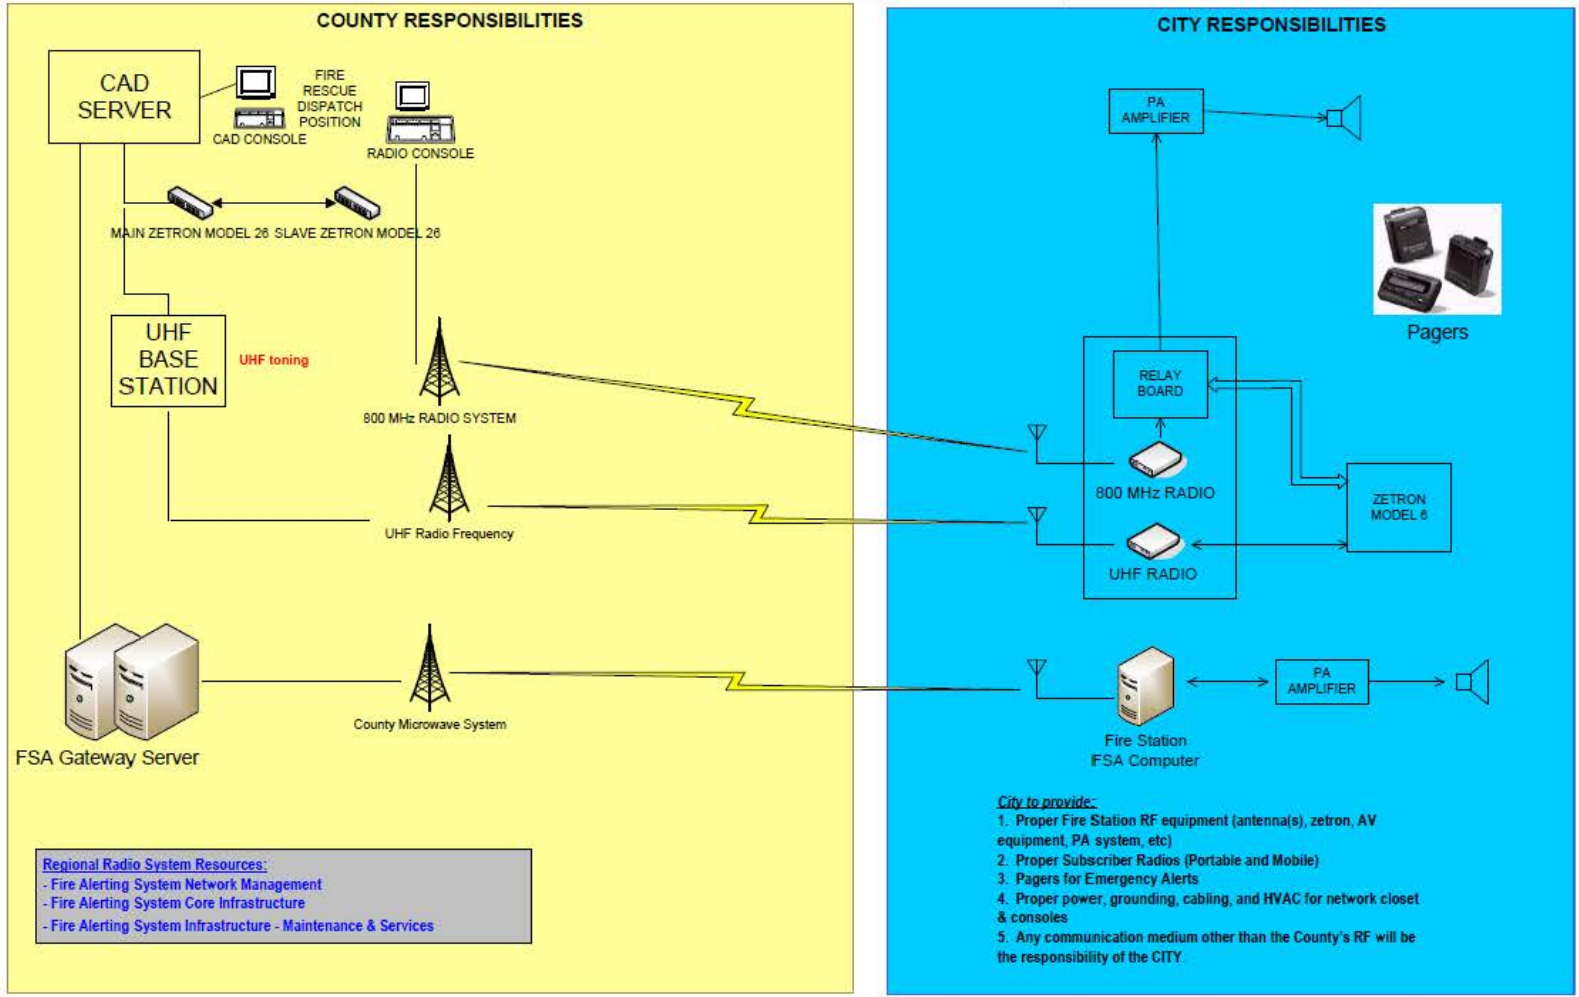 COUNTY RESPONSIBILITIES
CAD
SERVER
FIRE
RESCUE
DISPATCH
POSITION
CAD CONSOLE
RADIO CONSOLE
MAIN ZETRON MODEL 26
SLAVE ZETRON MODEL 26
UHF
BASE
STATION
UHF toning
800 MHz RADIO SYSTEM
UHF Radio Frequency
FSA Gateway Server
County Microwave System
Regional Radio System Resources:
- Fire Alerting System Network Management
- Fire Alerting System Core Infrastructure
- Fire Alerting System Infrastructure - Maintenance & Services
CITY RESPONSIBILITIES
PA
AMPLIFIER
Pagers
RELAY
BOARD
800 MHz RADIO
UHF RADIO
ZETRON
MODEL 6
PA
AMPLIFIER
Fire Station
FSA Computer
City to provide:
1. Proper Fire Station RF equipment (antenna(s), zetron, AV
equipment, PA system, etc)
2. Proper Subscriber Radios (Portable and Mobile)
3. Pagers for Emergency Alerts
4. Proper power, grounding, cabling, and HVAC for network closet
& consoles
5. Any communication medium other than the County's RF will be
the responsibility of the CITY.